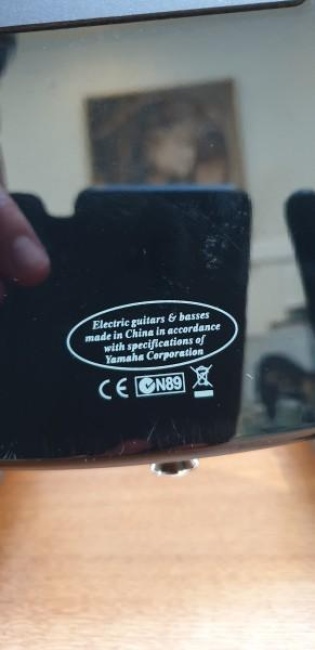 Electric guitars & basses
made in China in accordance
with specifications of
Yamaha Corporation
CE N89